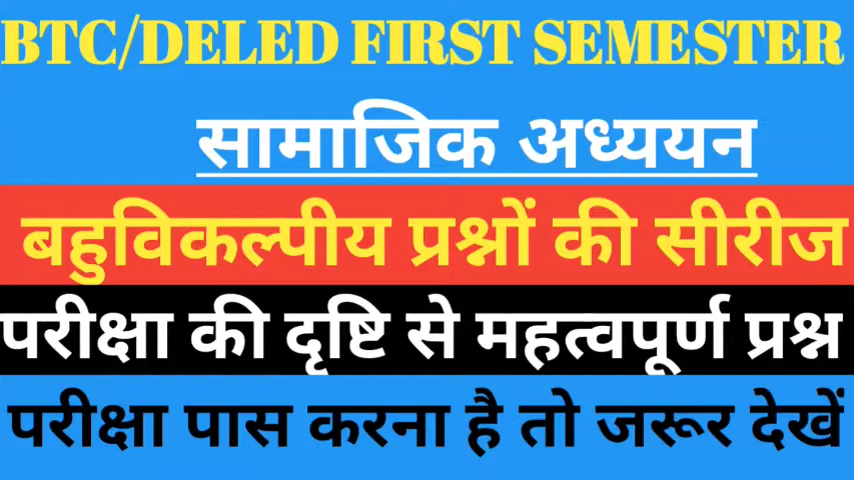 BTC/DELED FIRST SEMESTER
सामाजिक अध्ययन
बहुविकल्पीय प्रश्नों की सीरीज
परीक्षा की दृष्टि से महत्वपूर्ण प्रश्न
परीक्षा पास करना है तो जरूर देखें